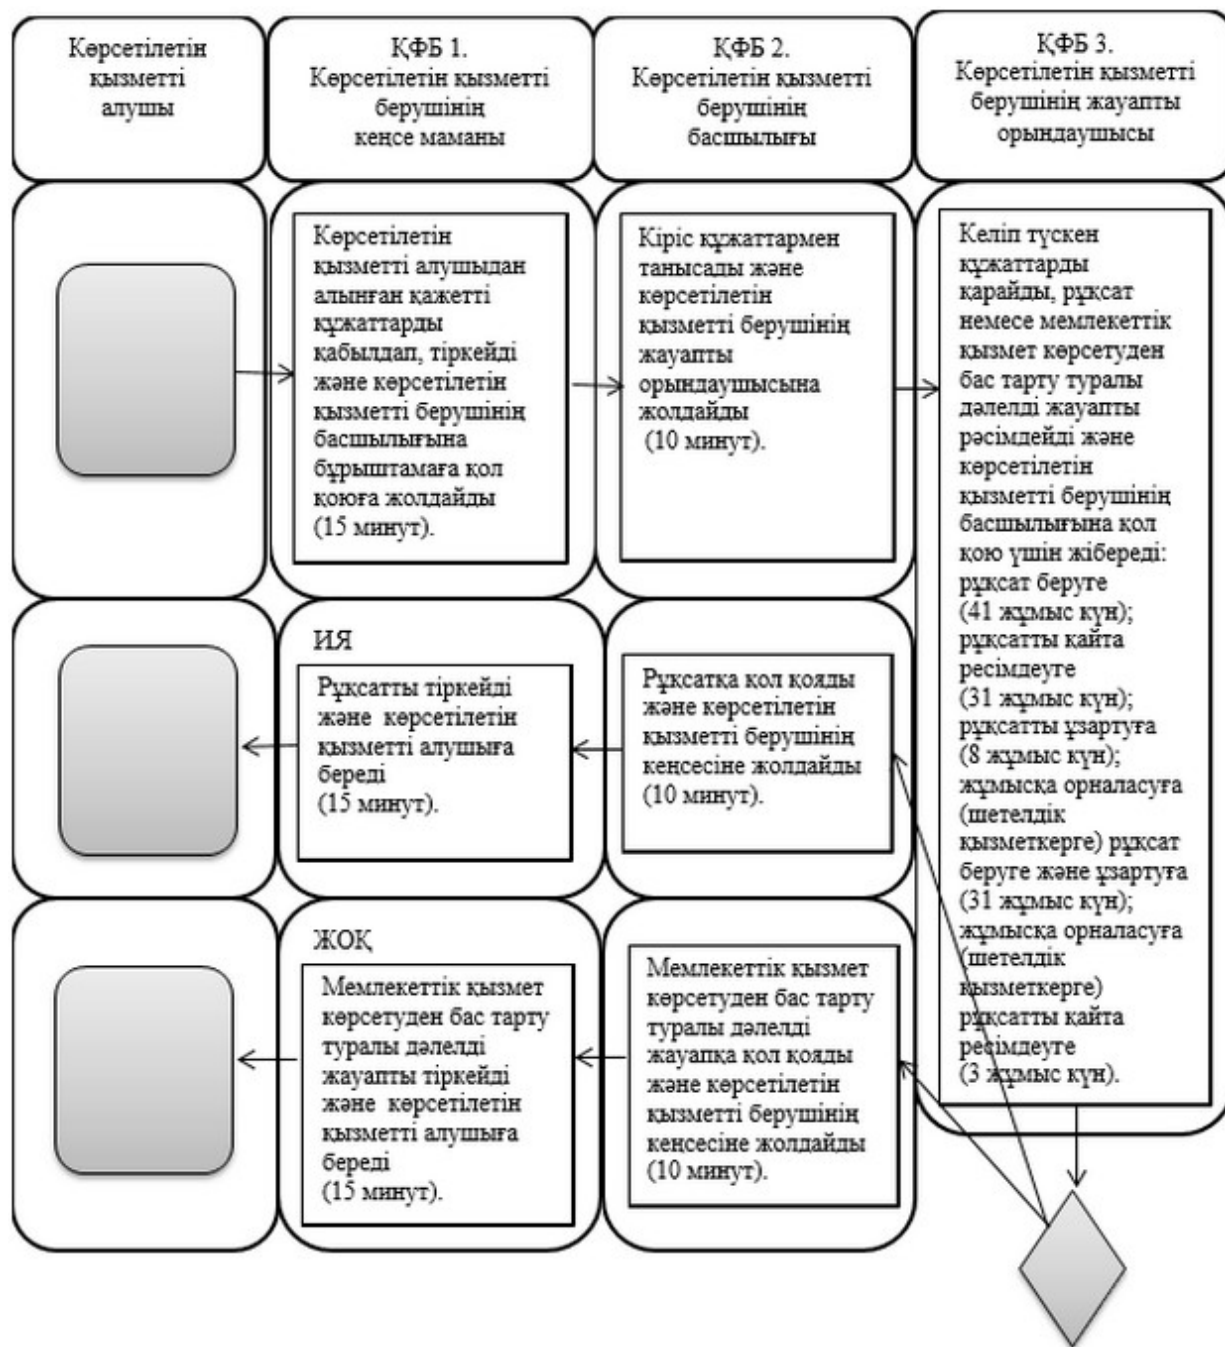 Көрсетілетін
қызметті
алушы
ҚФБ 1.
Көрсетілетін қызметті
берушінің
кеңсе маманы
ҚФБ 2.
Көрсетілетін қызметті
берушінің
басшылығы
ҚФБ 3.
Көрсетілетін қызметті
берушінің жауапты
орындаушысы
Көрсетілетін
қызметті алушыдан
алынған қажетті
құжаттарды
қабылдап, тіркейді
және көрсетілетін
қызметті берушінің
басшылығына
бұрыштамаға қол
қоюға жолдайды
(15 минут).
Кіріс құжаттармен
танысады және
көрсетілетін
қызметті берушінің
жауапты
орындаушысына
жолдайды
(10 минут).
Келіп түскен
құжаттарды
қарайды, рұқсат
немесе мемлекеттік
қызмет көрсетуден
бас тарту туралы
дәлелді жауапты
рәсімдейді және
көрсетілетін
қызметті берушінің
басшылығына қол
қою үшін жібереді:
рұқсат беруге
(41 жұмыс күн);
рұқсатты қайта
ресімдеуге
(31 жұмыс күн);
рұқсатты ұзартуға
(8 жұмыс күн);
жұмысқа орналасуға
(шетелдік
қызметкерге) рұқсат
беруге және ұзартуға
(31 жұмыс күн);
жұмысқа орналасуға
(шетелдік
қызметкерге)
рұқсатты қайта
ресімдеуге
(3 жұмыс күн).
ИЯ
Рұқсатты тіркейді
және көрсетілетін
қызметті алушыға
береді
(15 минут).
Рұқсатқа қол қояды
және көрсетілетін
қызметті берушінің
кеңсесіне жолдайды
(10 минут).
ЖОҚ
Мемлекеттік қызмет
көрсетуден бас тарту
туралы дәлелді
жауапты тіркейді
және көрсетілетін
қызметті алушыға
береді
(15 минут).
Мемлекеттік қызмет
көрсетуден бас тарту
туралы дәлелді
жауапқа қол қояды
және көрсетілетін
қызметті берушінің
кеңсесіне жолдайды
(10 минут).